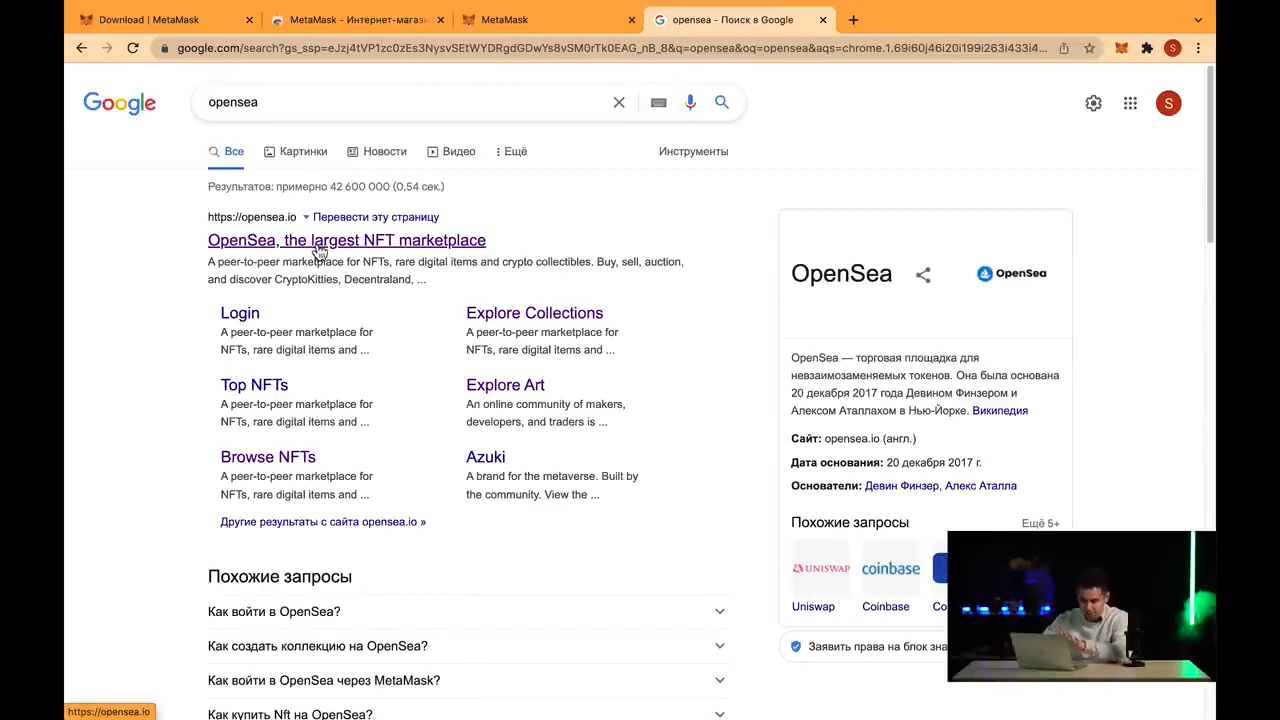 Download | MetaMask
MetaMask - Интернет-магази
MetaMask
opensea - Поиск в Google
google.com/search?gs_ssp=eJzj4tVP1zc0zEs3NysvSEtWYDRgdGDwYs8vSM0rTk0EAG_nB_8&q=opensea&oq=opensea&aqs=chrome.1.69i60j46i20i199i263i433i4...
S
Google
opensea
S
Все
Картинки
Новости
Видео
Ещё
Инструменты
Результатов: примерно 42 600 000 (0,54 сек.)
https://opensea.io
Перевести эту страницу
OpenSea, the largest NFT marketplace
A peer-to-peer marketplace for NFTs, rare digital items and crypto collectibles. Buy, sell, auction,
and discover CryptoKitties, Decentraland, ...
Login
A peer-to-peer marketplace for
NFTs, rare digital items and ...
Explore Collections
A peer-to-peer marketplace for
NFTs, rare digital items and ...
Top NFTs
A peer-to-peer marketplace for
NFTs, rare digital items and ...
Explore Art
An online community of makers,
developers, and traders is ...
Browse NFTs
A peer-to-peer marketplace for
NFTs, rare digital items and ...
Azuki
A brand for the metaverse. Built by
the community. View the ...
Другие результаты с сайта opensea.io »
Похожие запросы
Как войти в OpenSea?
Как создать коллекцию на OpenSea?
Как войти в OpenSea через MetaMask?
Как купить Nft на OpenSea?
OpenSea
OpenSea
OpenSea — торговая площадка для
невзаимозаменяемых токенов. Она была основана
20 декабря 2017 года Девином Финзером и
Алексом Аталлахом в Нью-Йорке. Википедия
Сайт: opensea.io (англ.)
Дата основания: 20 декабря 2017 г.
Основатели: Девин Финзер, Алекс Аталла
Похожие запросы
Ещё 5+
UNISWAP
coinbase
Uniswap
Coinbase
Co
Заявить права на блок зна
https://opensea.io